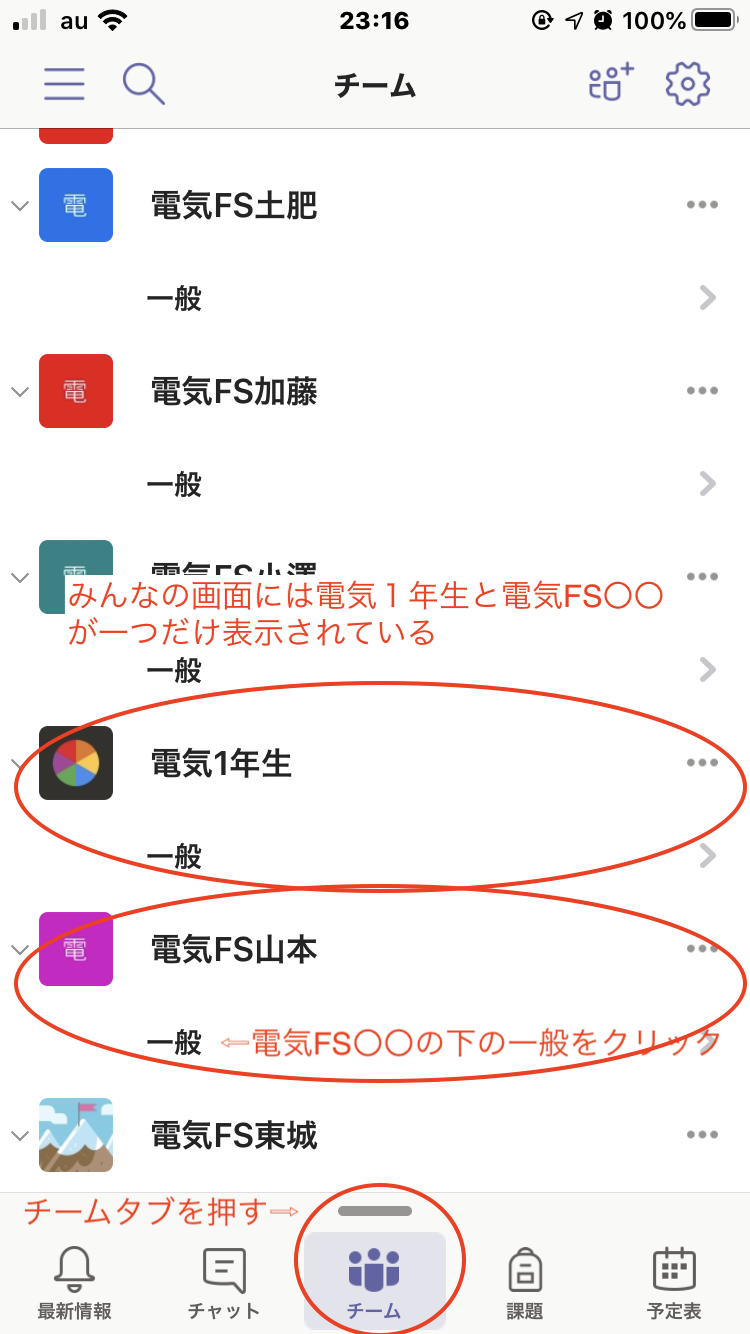 au 23:16 100%
チーム
電 電気FS土肥
一般
電 電気FS加藤
一般
電 電気FS小澤
みんなの画面には電気１年生と電気FS〇〇
が一つだけ表示されている
一般
電気1年生
一般
電 電気FS山本
一般 ⇦電気FS〇〇の下の一般をクリック
電気FS東城
チームタブを押す⇨
最新情報 チャット チーム 課題 予定表